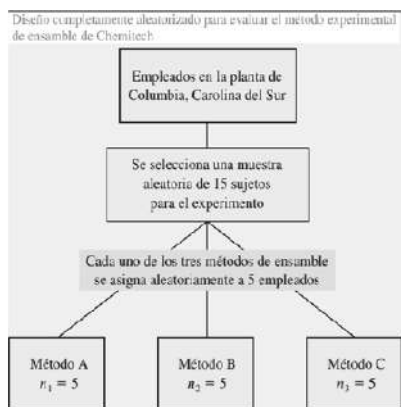 Diseño completamente aleatorizado para evaluar el método experimental
de ensamble de Chemitech
Empleados en la planta de
Columbia, Carolina del Sur
Se selecciona una muestra
aleatoria de 15 sujetos
para el experimento
Cada uno de los tres métodos de ensamble
se asigna aleatoriamente a 5 empleados
Método A
n₁ = 5
Método B
n₂ = 5
Método C
n₃ = 5